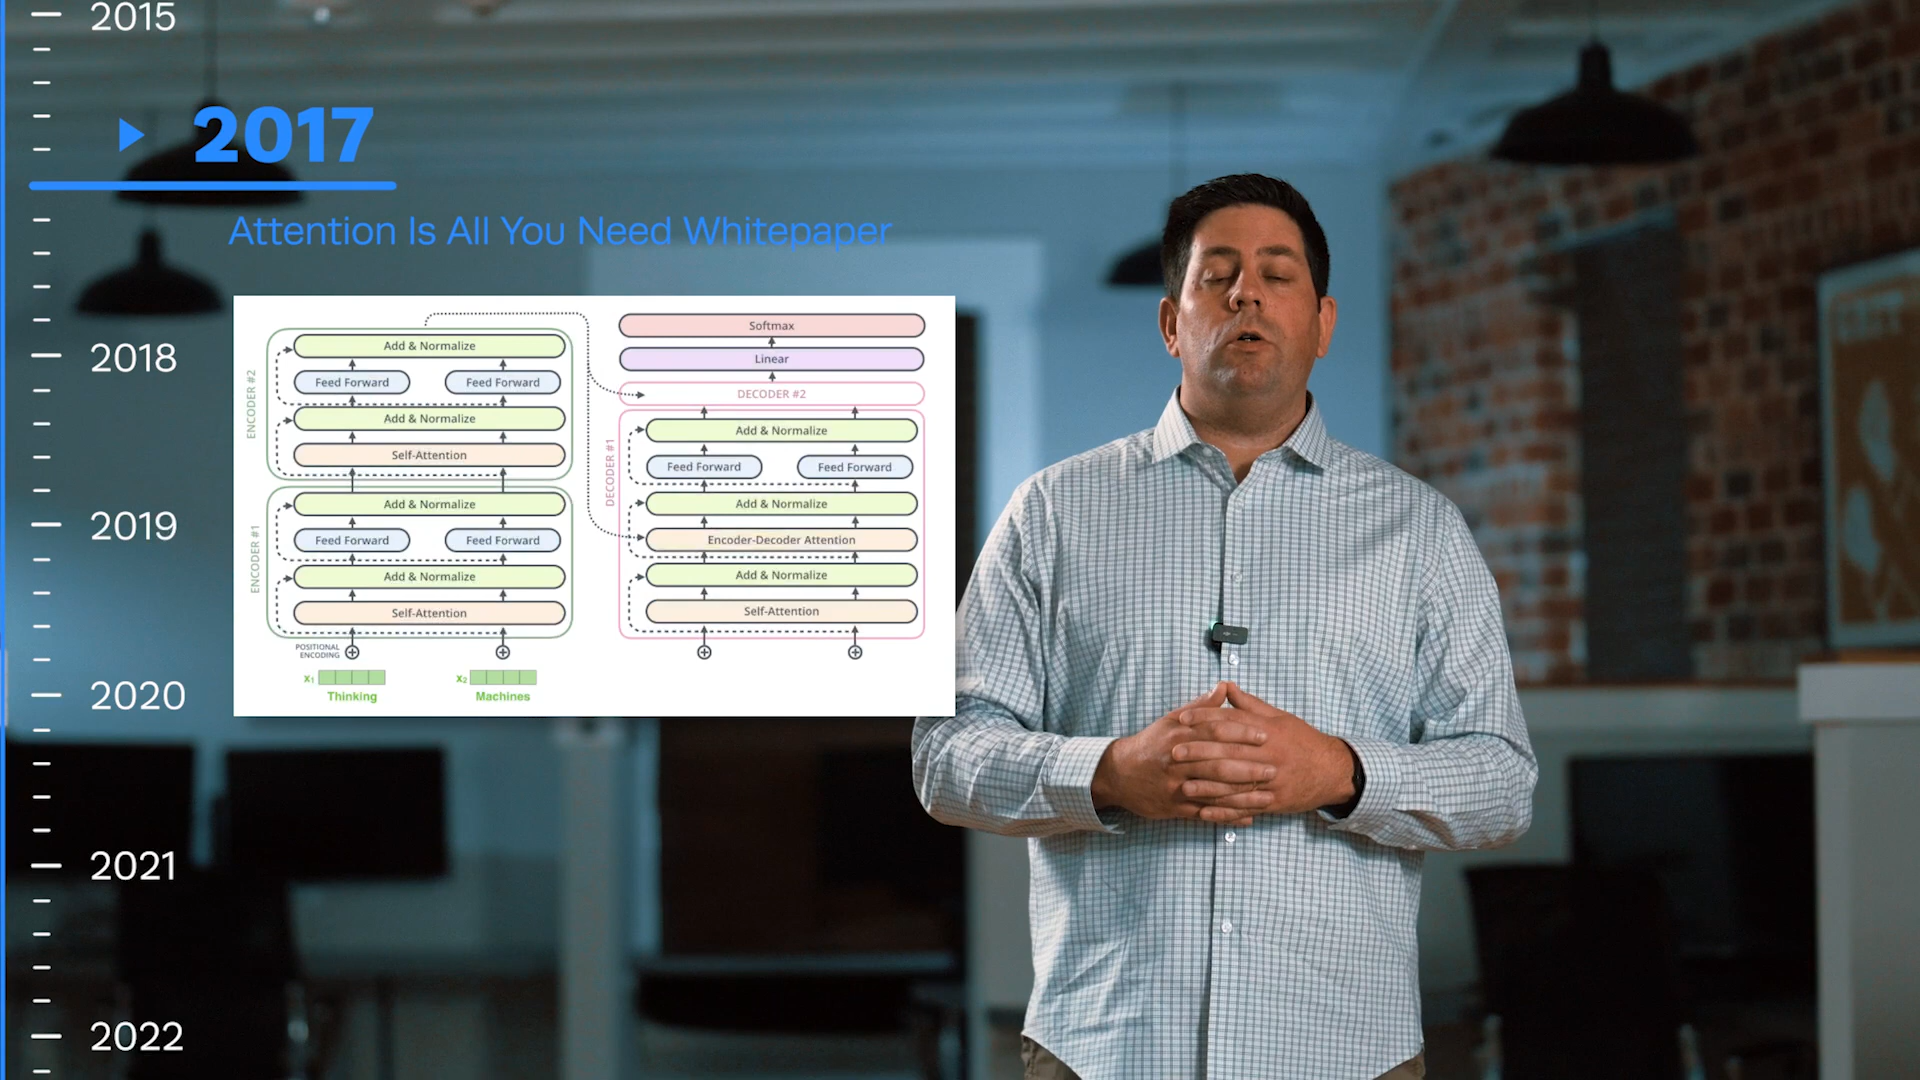 2015
2017
Attention Is All You Need Whitepaper
2018
2019
2020
2021
2022
ENCODER #2
Add & Normalize
Feed Forward Feed Forward
Add & Normalize
Self-Attention
ENCODER #1
Add & Normalize
Feed Forward Feed Forward
Add & Normalize
Self-Attention
POSITIONAL
ENCODING
x1 x2
Thinking Machines
Softmax
Linear
DECODER #2
DECODER #1
Add & Normalize
Feed Forward Feed Forward
Add & Normalize
Encoder-Decoder Attention
Add & Normalize
Self-Attention